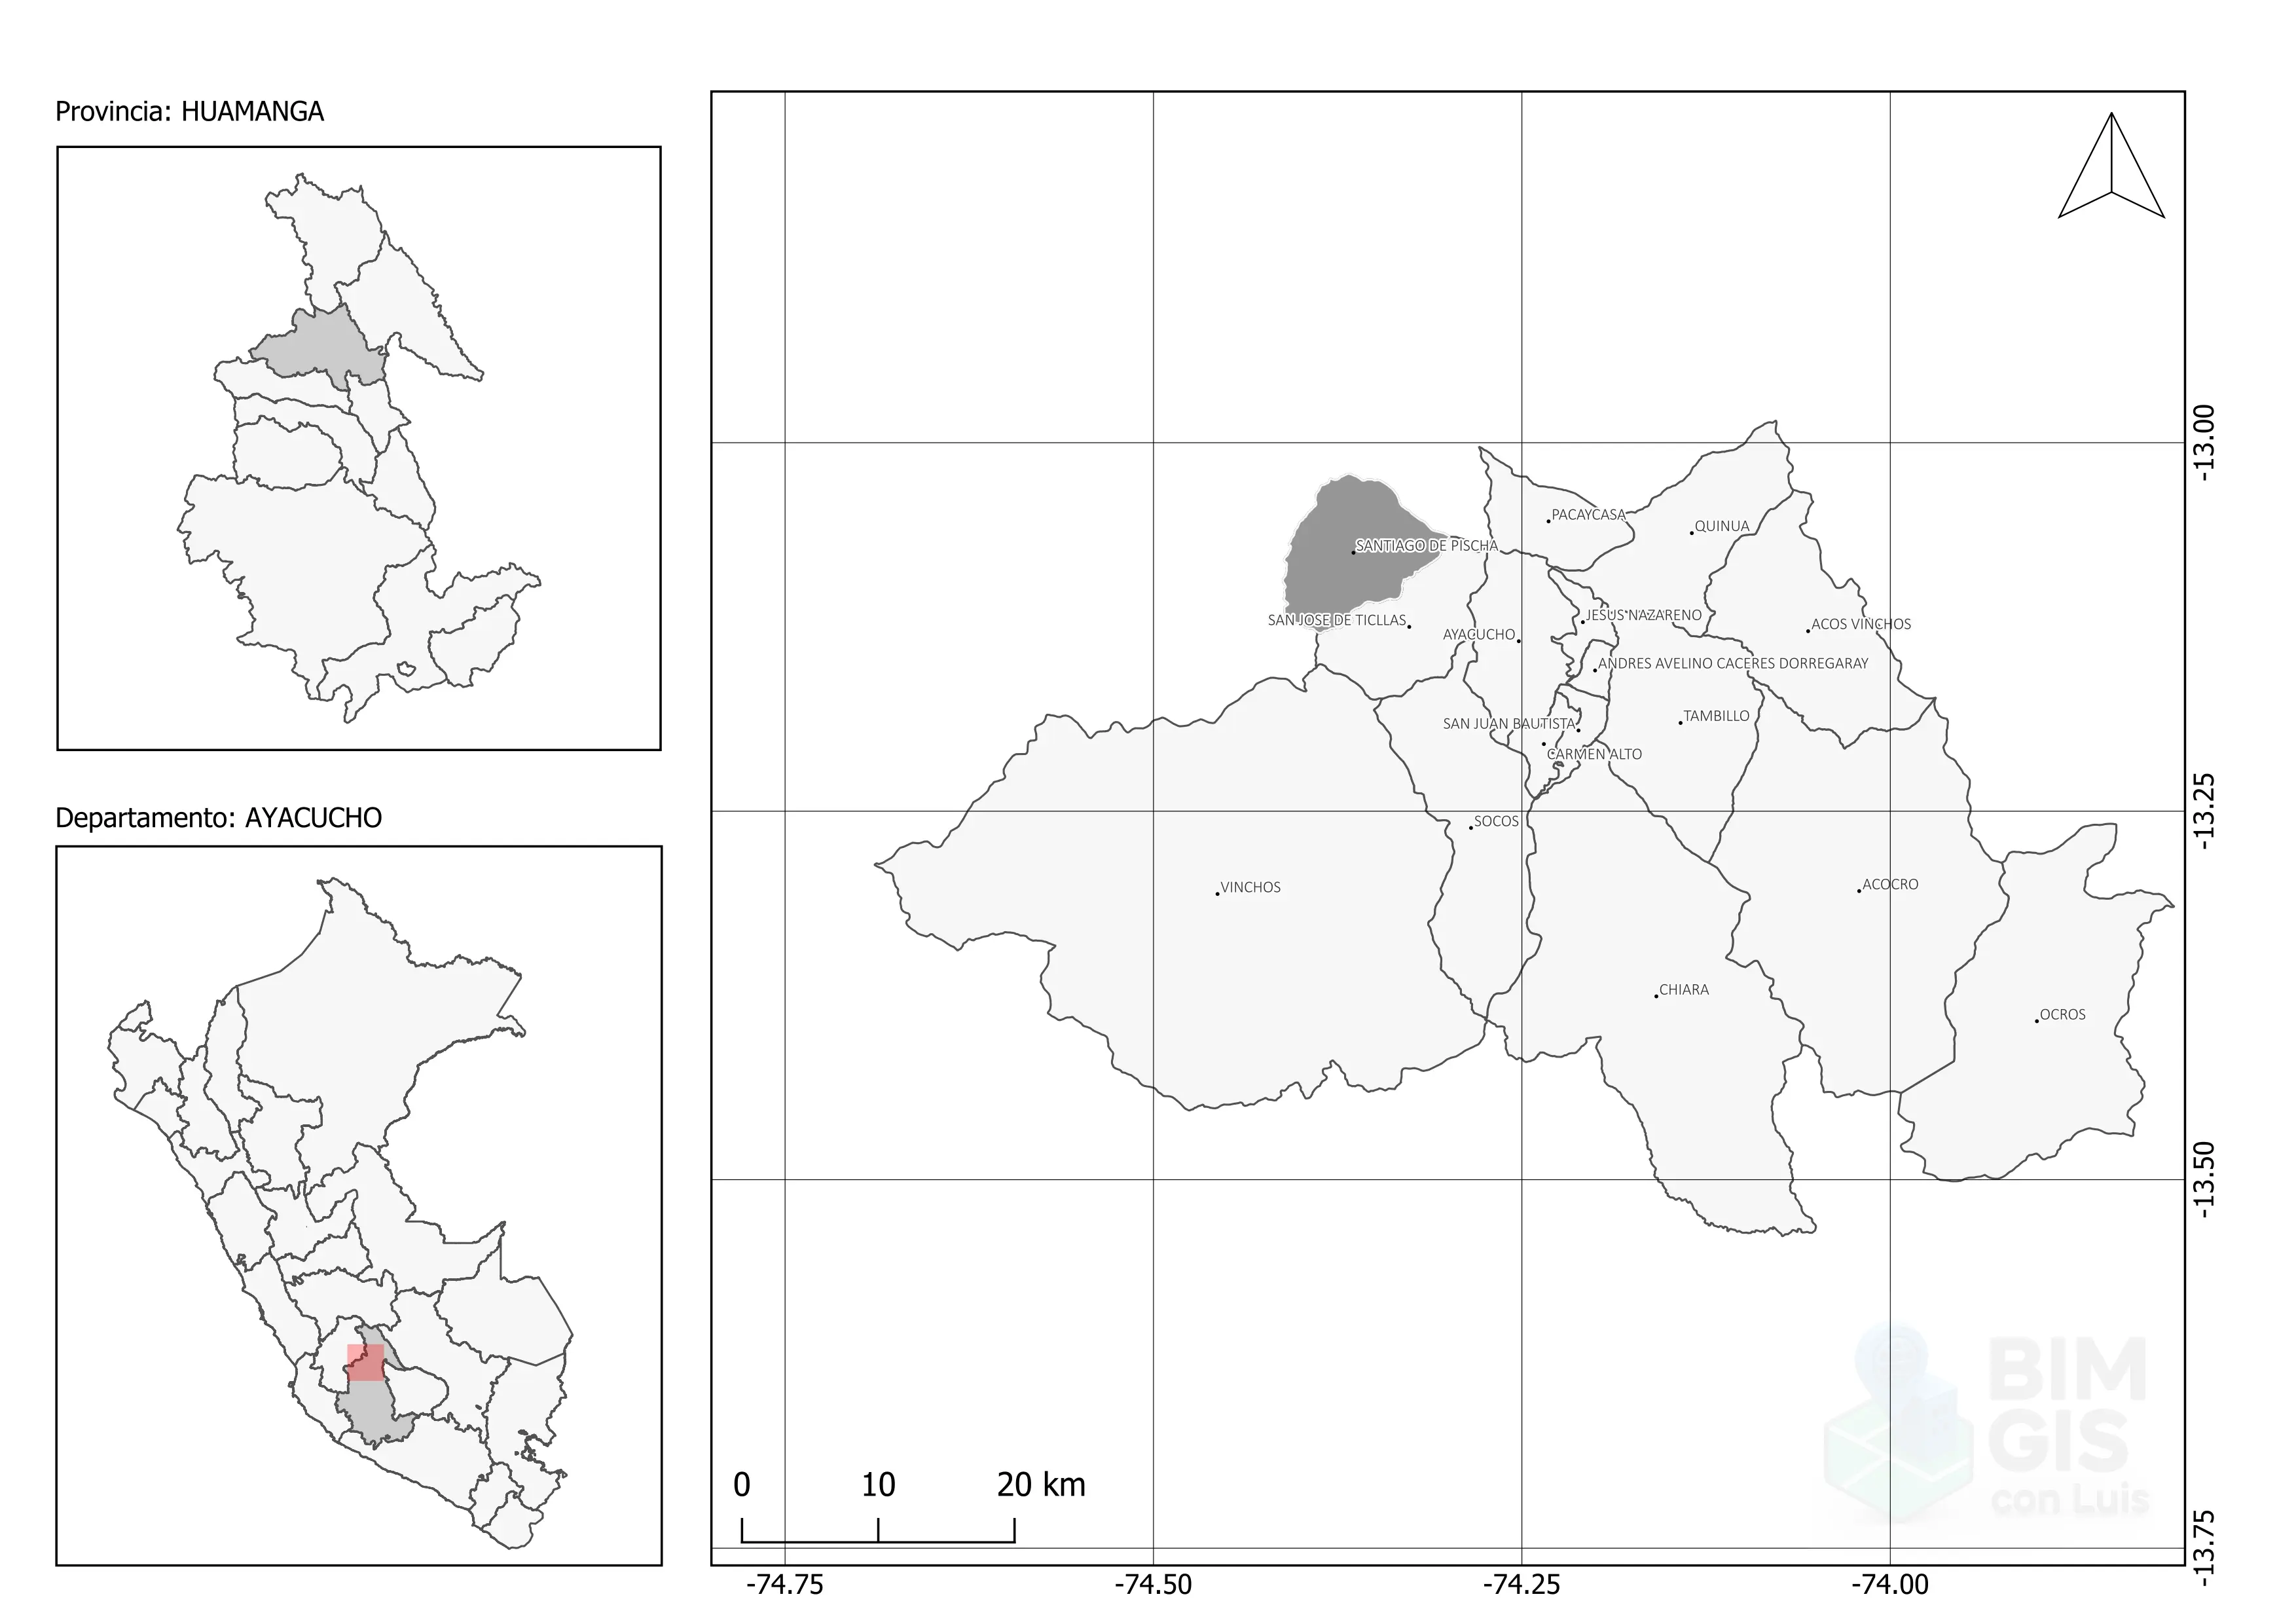 Provincia: HUAMANGA
Departamento: AYACUCHO
PACAYCASA
QUINUA
SANTIAGO DE PISCHA
SAN JOSE DE TICLLAS
JESUS NAZARENO
ACOS VINCHOS
AYACUCHO
ANDRES AVELINO CACERES DORREGARAY
SAN JUAN BAUTISTA
TAMBILLO
CARMEN ALTO
SOCOS
VINCHOS
ACOCRO
CHIARA
OCROS
-13.00
-13.25
-13.50
-13.75
BIM
GIS
con Luis
0 10 20 km
-74.75 -74.50 -74.25 -74.00